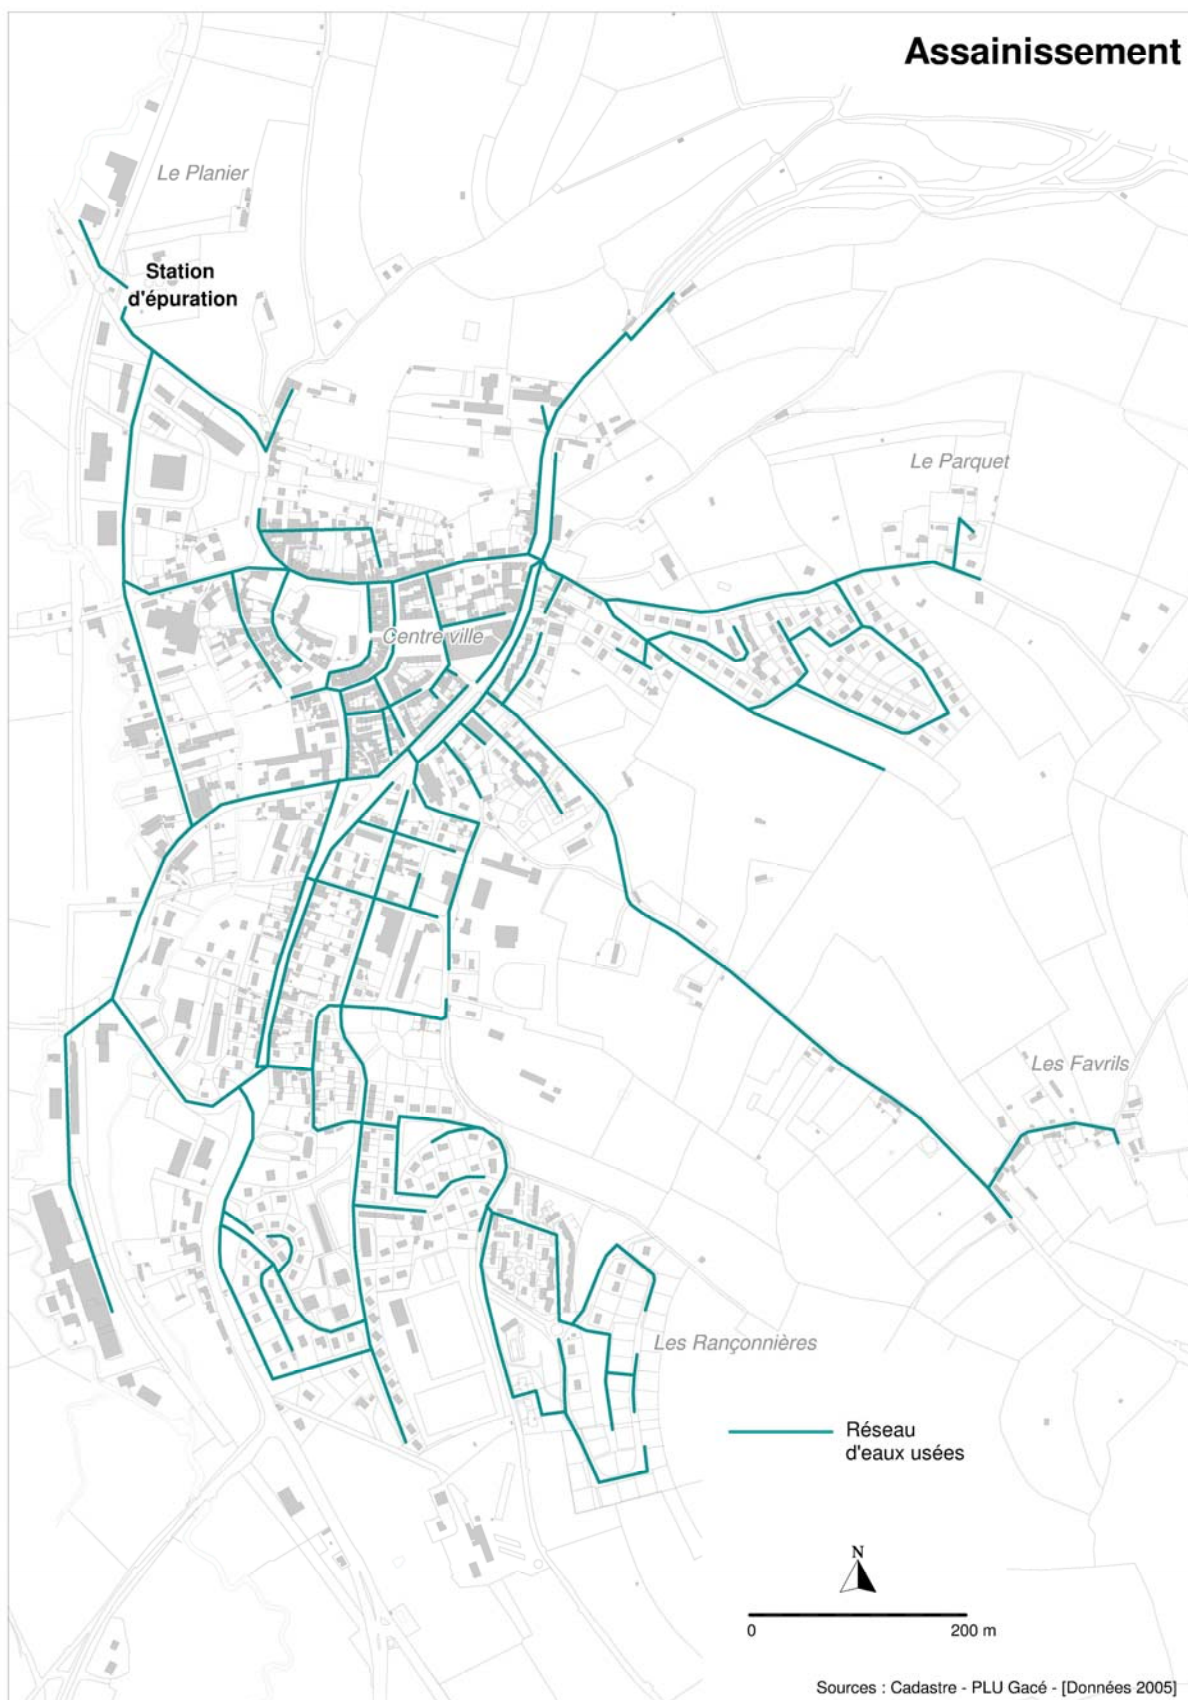 Assainissement
Le Planier
Station
d'épuration
Le Parquet
Centre ville
Les Favrils
Les Rançonnières
Réseau
d'eaux usées
N
0 200 m
Sources : Cadastre - PLU Gacé - [Données 2005]